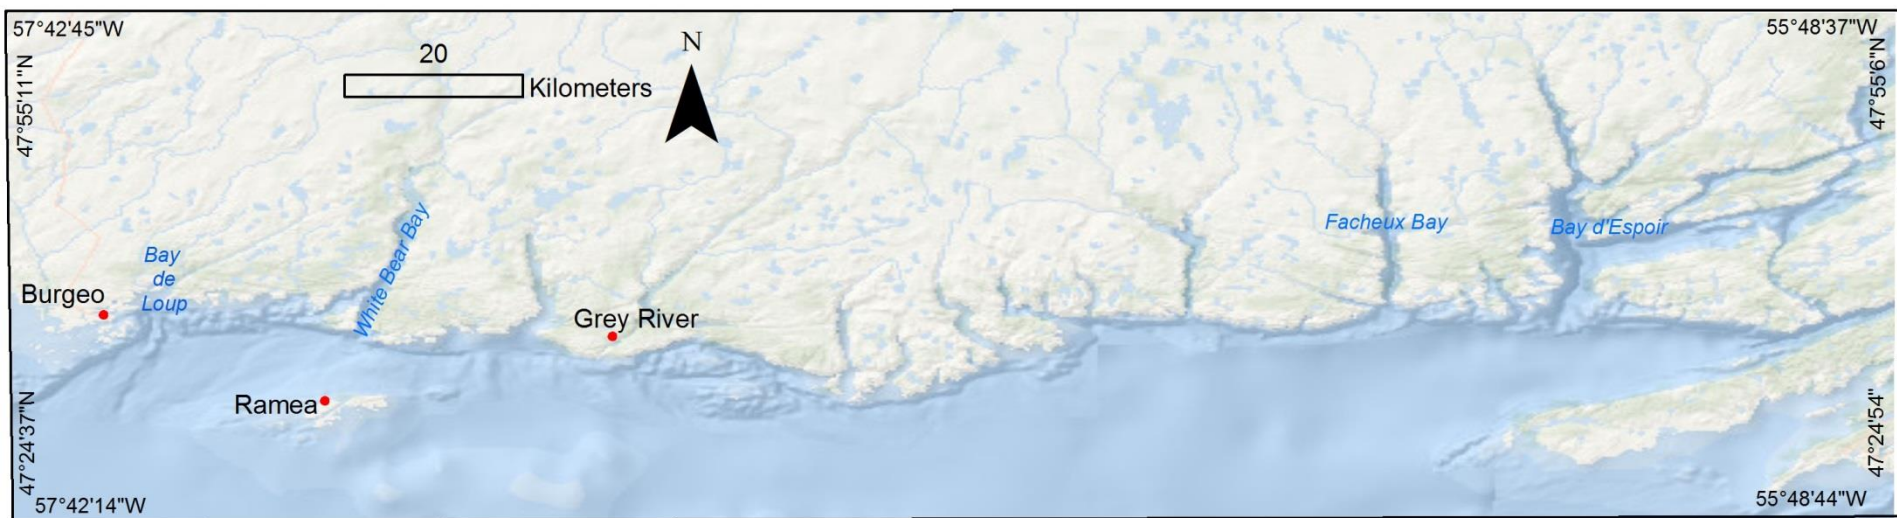 57°42'45"W
55°48'37"W
20
N
Kilometers
47°55'11"N
47°55'6"N
Bay
de
Loup
White Bear Bay
Facheux Bay
Bay d'Espoir
Burgeo
Grey River
Ramea
47°24'37"N
47°24'54"
57°42'14"W
55°48'44"W